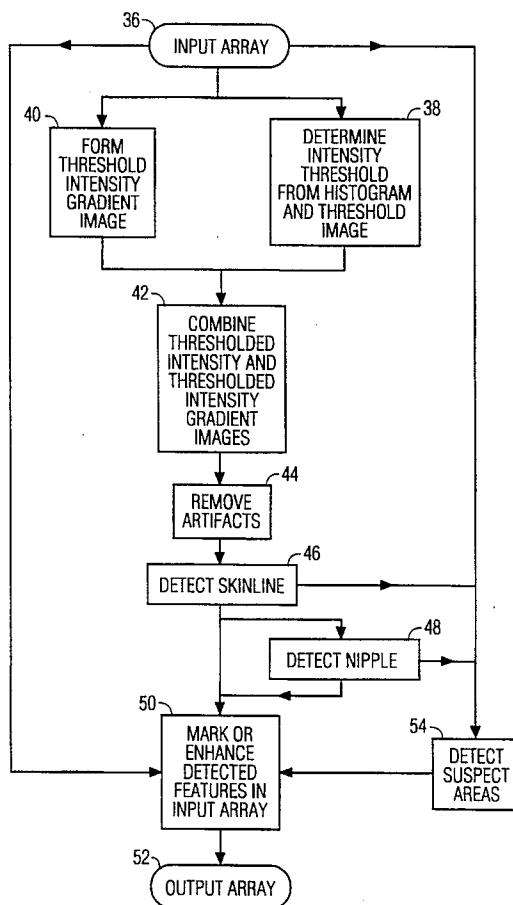 36
INPUT ARRAY
40
FORM
THRESHOLD
INTENSITY
GRADIENT
IMAGE
38
DETERMINE
INTENSITY
THRESHOLD
FROM HISTOGRAM
AND THRESHOLD
IMAGE
42
COMBINE
THRESHOLDED
INTENSITY AND
THRESHOLDED
INTENSITY
GRADIENT
IMAGES
44
REMOVE
ARTIFACTS
46
DETECT SKINLINE
48
DETECT NIPPLE
50
MARK OR
ENHANCE
DETECTED
FEATURES IN
INPUT ARRAY
54
DETECT
SUSPECT
AREAS
52
OUTPUT ARRAY